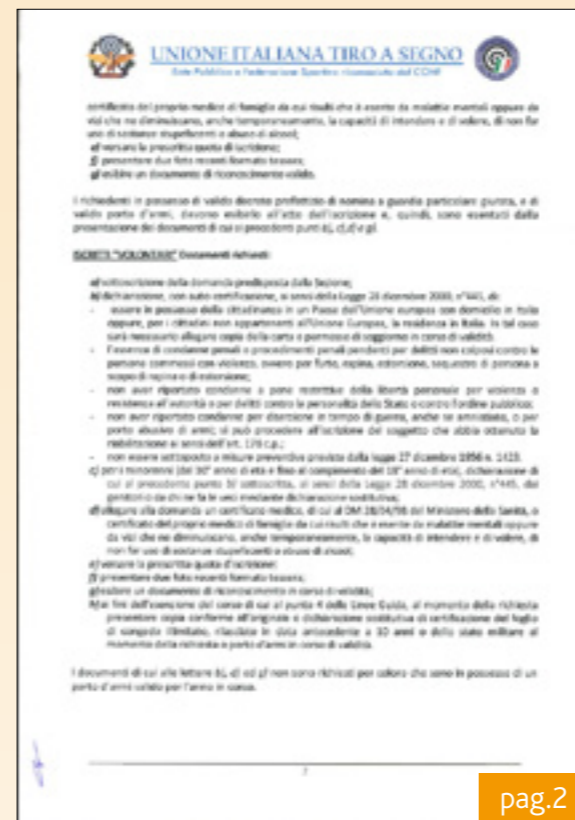 UNIONE ITALIANA TIRO A SEGNO
Ente Pubblico e Federazione Sportiva riconosciuta dal CONI
certificato del proprio medico di famiglia da cui risulti che è esente da malattie mentali oppure da
vizi che ne diminuiscano, anche temporaneamente, la capacità di intendere e di volere, di non far
uso di sostanze stupefacenti o abuso di alcool;
e) versare la prescritta quota di iscrizione;
f) presentare due foto recenti formato tessera;
g) esibire un documento di riconoscimento valido.
I richiedenti in possesso di valido decreto prefettizio di nomina a guardia particolare giurata, e di
valido porto d'armi, devono esibirlo all'atto dell'iscrizione e, quindi, sono esentati dalla
presentazione dei documenti di cui ai precedenti punti b), c), d) e g).
ISCRITTI "VOLONTARI" Documenti richiesti:
a) sottoscrizione della domanda predisposta dalla Sezione;
b) dichiarazione, con auto certificazione, ai sensi della Legge 28 dicembre 2000, n°445, di:
- essere in possesso della cittadinanza in un Paese dell'Unione europea con domicilio in Italia
oppure, per i cittadini non appartenenti all'Unione Europea, la residenza in Italia. In tal caso
sarà necessario allegare copia della carta o permesso di soggiorno in corso di validità.
- l'assenza di condanne penali o procedimenti penali pendenti per delitti non colposi contro le
persone commessi con violenza, ovvero per furto, rapina, estorsione, sequestro di persona a
scopo di rapina o di estorsione;
- non aver riportato condanne a pene restrittive della libertà personale per violenza o
resistenza all'autorità o per delitti contro la personalità dello Stato o contro l'ordine pubblico;
- non aver riportato condanne per diserzione in tempo di guerra, anche se amnistiato, o per
porto abusivo di armi; si può procedere all'iscrizione del soggetto che abbia ottenuto la
riabilitazione ai sensi dell'art. 178 c.p.;
- non essere sottoposto a misure preventive previste dalla legge 27 dicembre 1956 n. 1423.
c) per i minorenni (dal 10° anno di età e fino al compimento del 18° anno di età), dichiarazione di
cui al precedente punto b) sottoscritta, ai sensi della Legge 28 dicembre 2000, n°445, dai
genitori o da chi ne fa le veci mediante dichiarazione sostitutiva;
d) allegare alla domanda un certificato medico, di cui al DM 28/04/98 del Ministero della Sanità, o
certificato del proprio medico di famiglia da cui risulti che è esente da malattie mentali oppure
da vizi che ne diminuiscano, anche temporaneamente, la capacità di intendere e di volere, di
non far uso di sostanze stupefacenti o abuso di alcool;
e) versare la prescritta quota d'iscrizione;
f) presentare due foto recenti formato tessera;
g) esibire un documento di riconoscimento in corso di validità;
h) ai fini dell'esenzione del corso di cui al punto 4 delle Linee Guida, al momento della richiesta
presentare copia conforme all'originale o dichiarazione sostitutiva di certificazione del foglio
di congedo illimitato, rilasciato in data antecedente a 10 anni o dello stato militare al
momento della richiesta o porto d'armi in corso di validità.
I documenti di cui alle lettere b), d) ed g) non sono richiesti per coloro che sono in possesso di un
porto d'armi valido per l'anno in corso.
pag.2